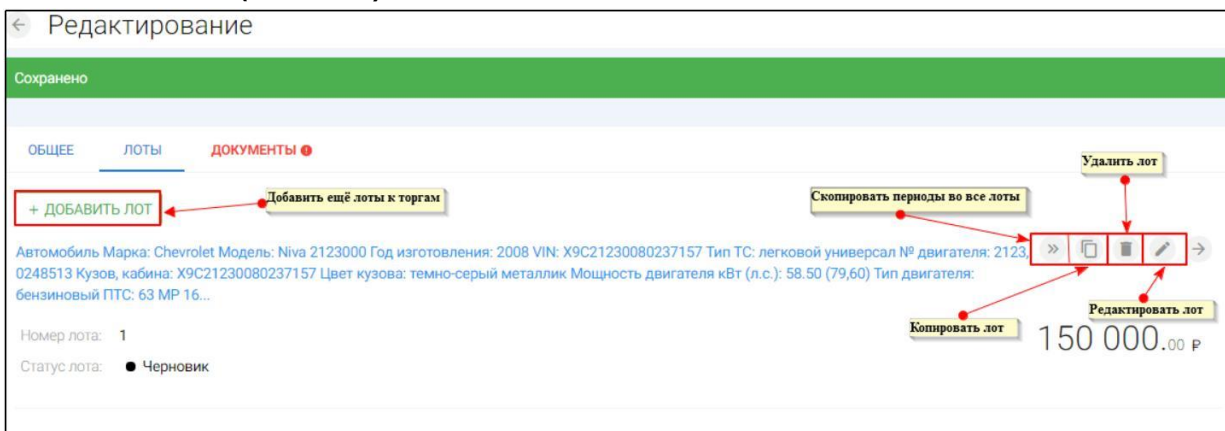 Редактирование
Сохранено
ОБЩЕЕ ЛОТЫ ДОКУМЕНТЫ
Удалить лот
+ ДОБАВИТЬ ЛОТ
Добавить ещё лоты к торгам
Скопировать периоды во все лоты
Автомобиль Марка: Chevrolet Модель: Niva 2123000 Год изготовления: 2008 VIN: X9C21230080237157 Тип ТС: легковой универсал № двигателя: 2123,
0248513 Кузов, кабина: X9C21230080237157 Цвет кузова: темно-серый металлик Мощность двигателя кВт (л.с.): 58.50 (79,60) Тип двигателя:
бензиновый ПТС: 63 МР 16...
Редактировать лот
Копировать лот
Номер лота: 1
150 000.00 ₽
Статус лота: Черновик